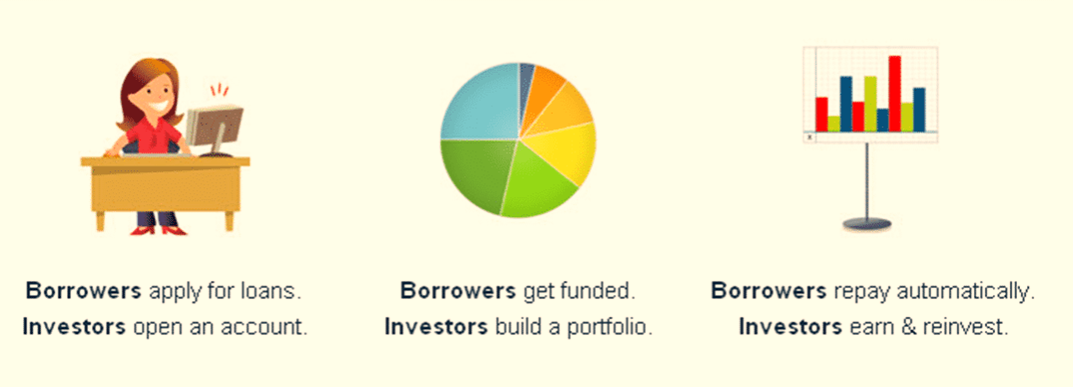 Borrowers apply for loans.
Investors open an account.
Borrowers get funded.
Investors build a portfolio.
Borrowers repay automatically.
Investors earn & reinvest.